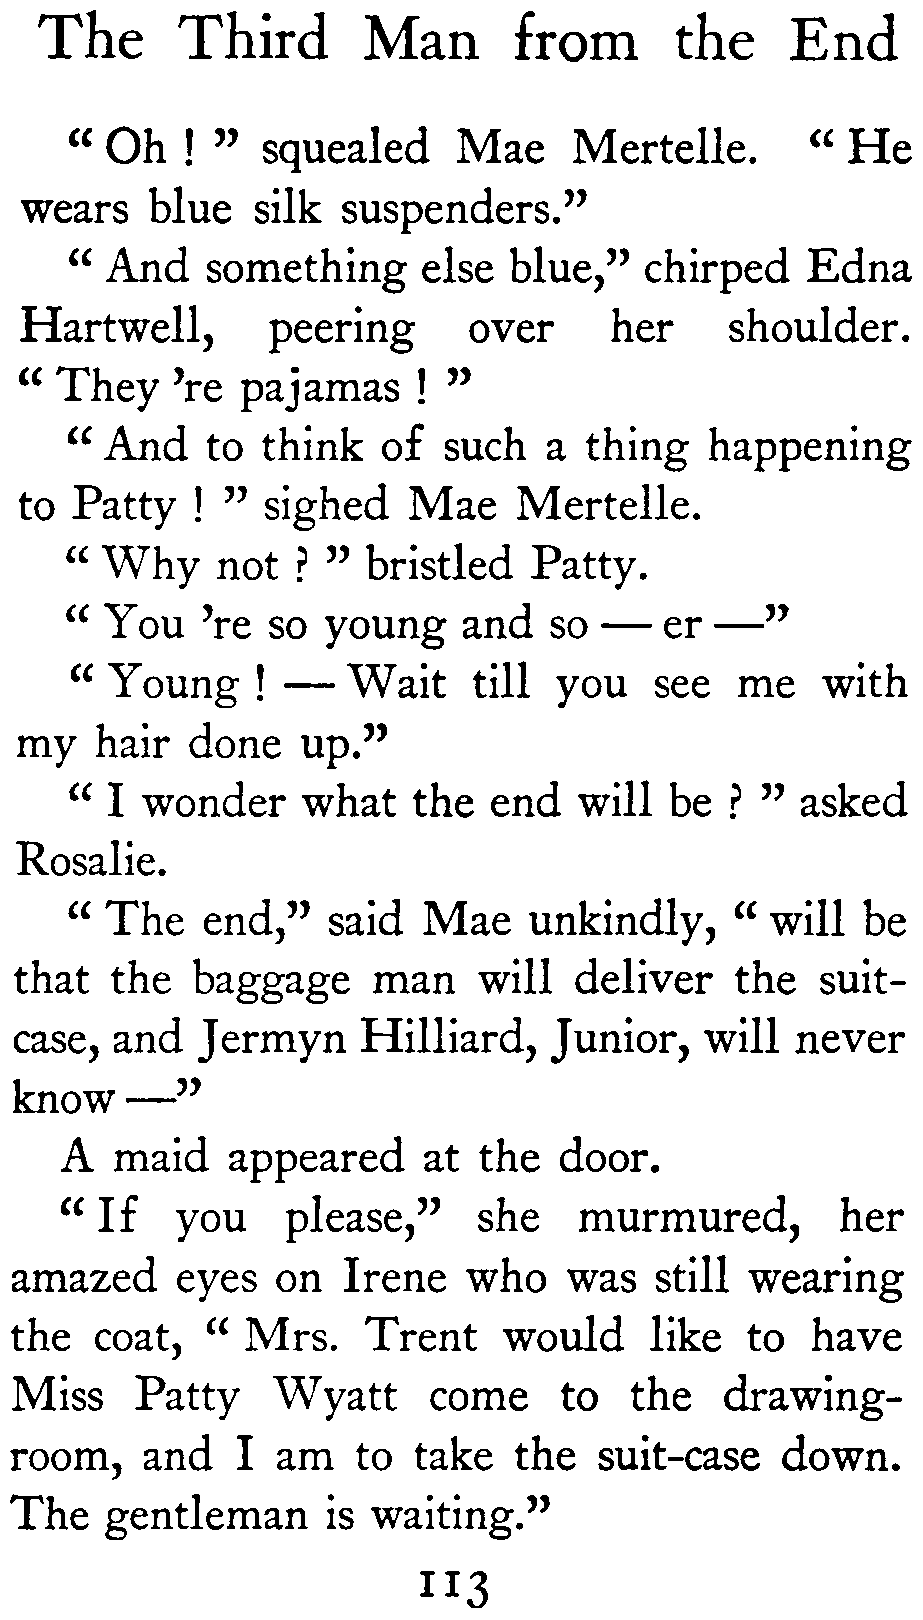 The Third Man from the End
“ Oh ! ” squealed Mae Mertelle. “ He
wears blue silk suspenders.”
“ And something else blue,” chirped Edna
Hartwell, peering over her shoulder.
“ They ’re pajamas ! ”
“ And to think of such a thing happening
to Patty ! ” sighed Mae Mertelle.
“ Why not ? ” bristled Patty.
“ You ’re so young and so — er —”
“ Young ! — Wait till you see me with
my hair done up.”
“ I wonder what the end will be ? ” asked
Rosalie.
“ The end,” said Mae unkindly, “ will be
that the baggage man will deliver the suit-
case, and Jermyn Hilliard, Junior, will never
know —”
A maid appeared at the door.
“ If you please,” she murmured, her
amazed eyes on Irene who was still wearing
the coat, “ Mrs. Trent would like to have
Miss Patty Wyatt come to the drawing-
room, and I am to take the suit-case down.
The gentleman is waiting.”
113